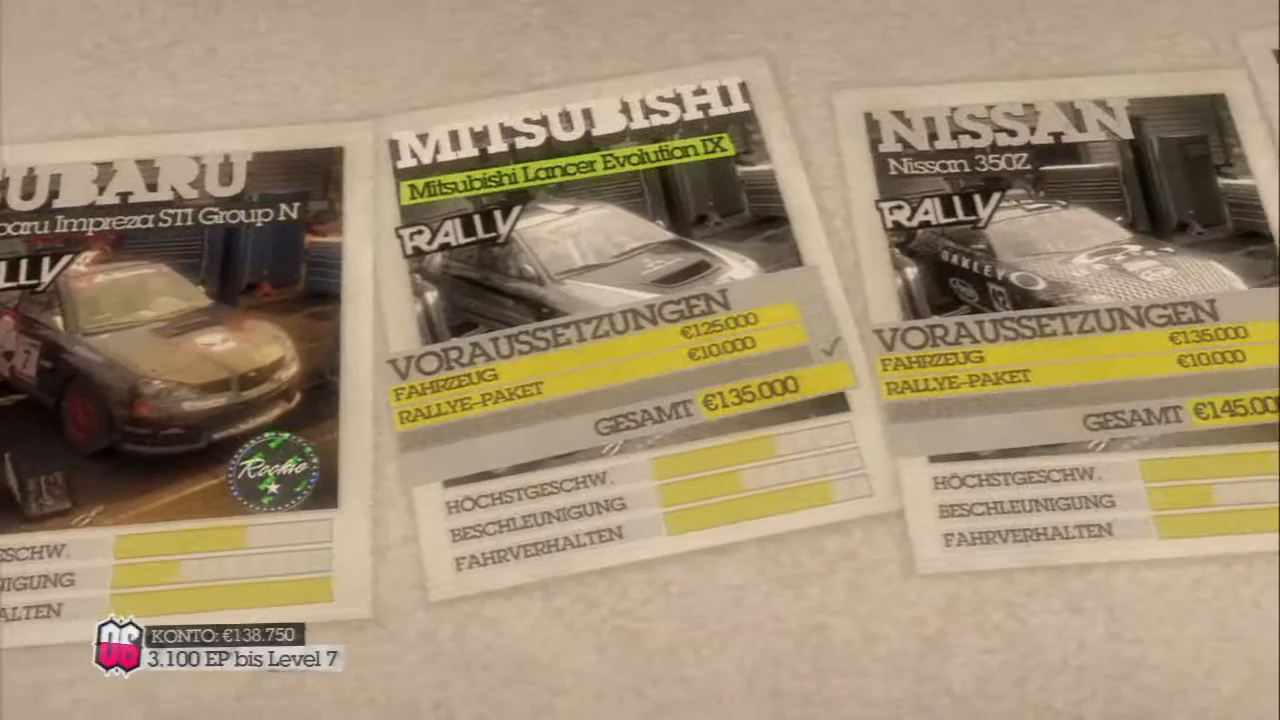 UBARU
baru Impreza STI Group N
LLY
Rookie
ESCHW.
NIGUNG
ALTEN
MITSUBISHI
Mitsubishi Lancer Evolution IX
RALLY
VORAUSSETZUNGEN
FAHRZEUG €125.000
RALLYE-PAKET €10.000
GESAMT €135.000
HÖCHSTGESCHW.
BESCHLEUNIGUNG
FAHRVERHALTEN
NISSAN
Nissan 350Z
RALLY
OAKLEY
VORAUSSETZUNGEN
FAHRZEUG €135.000
RALLYE-PAKET €10.000
GESAMT €145.00
HÖCHSTGESCHW.
BESCHLEUNIGUNG
FAHRVERHALTEN
06
KONTO: €138.750
3.100 EP bis Level 7